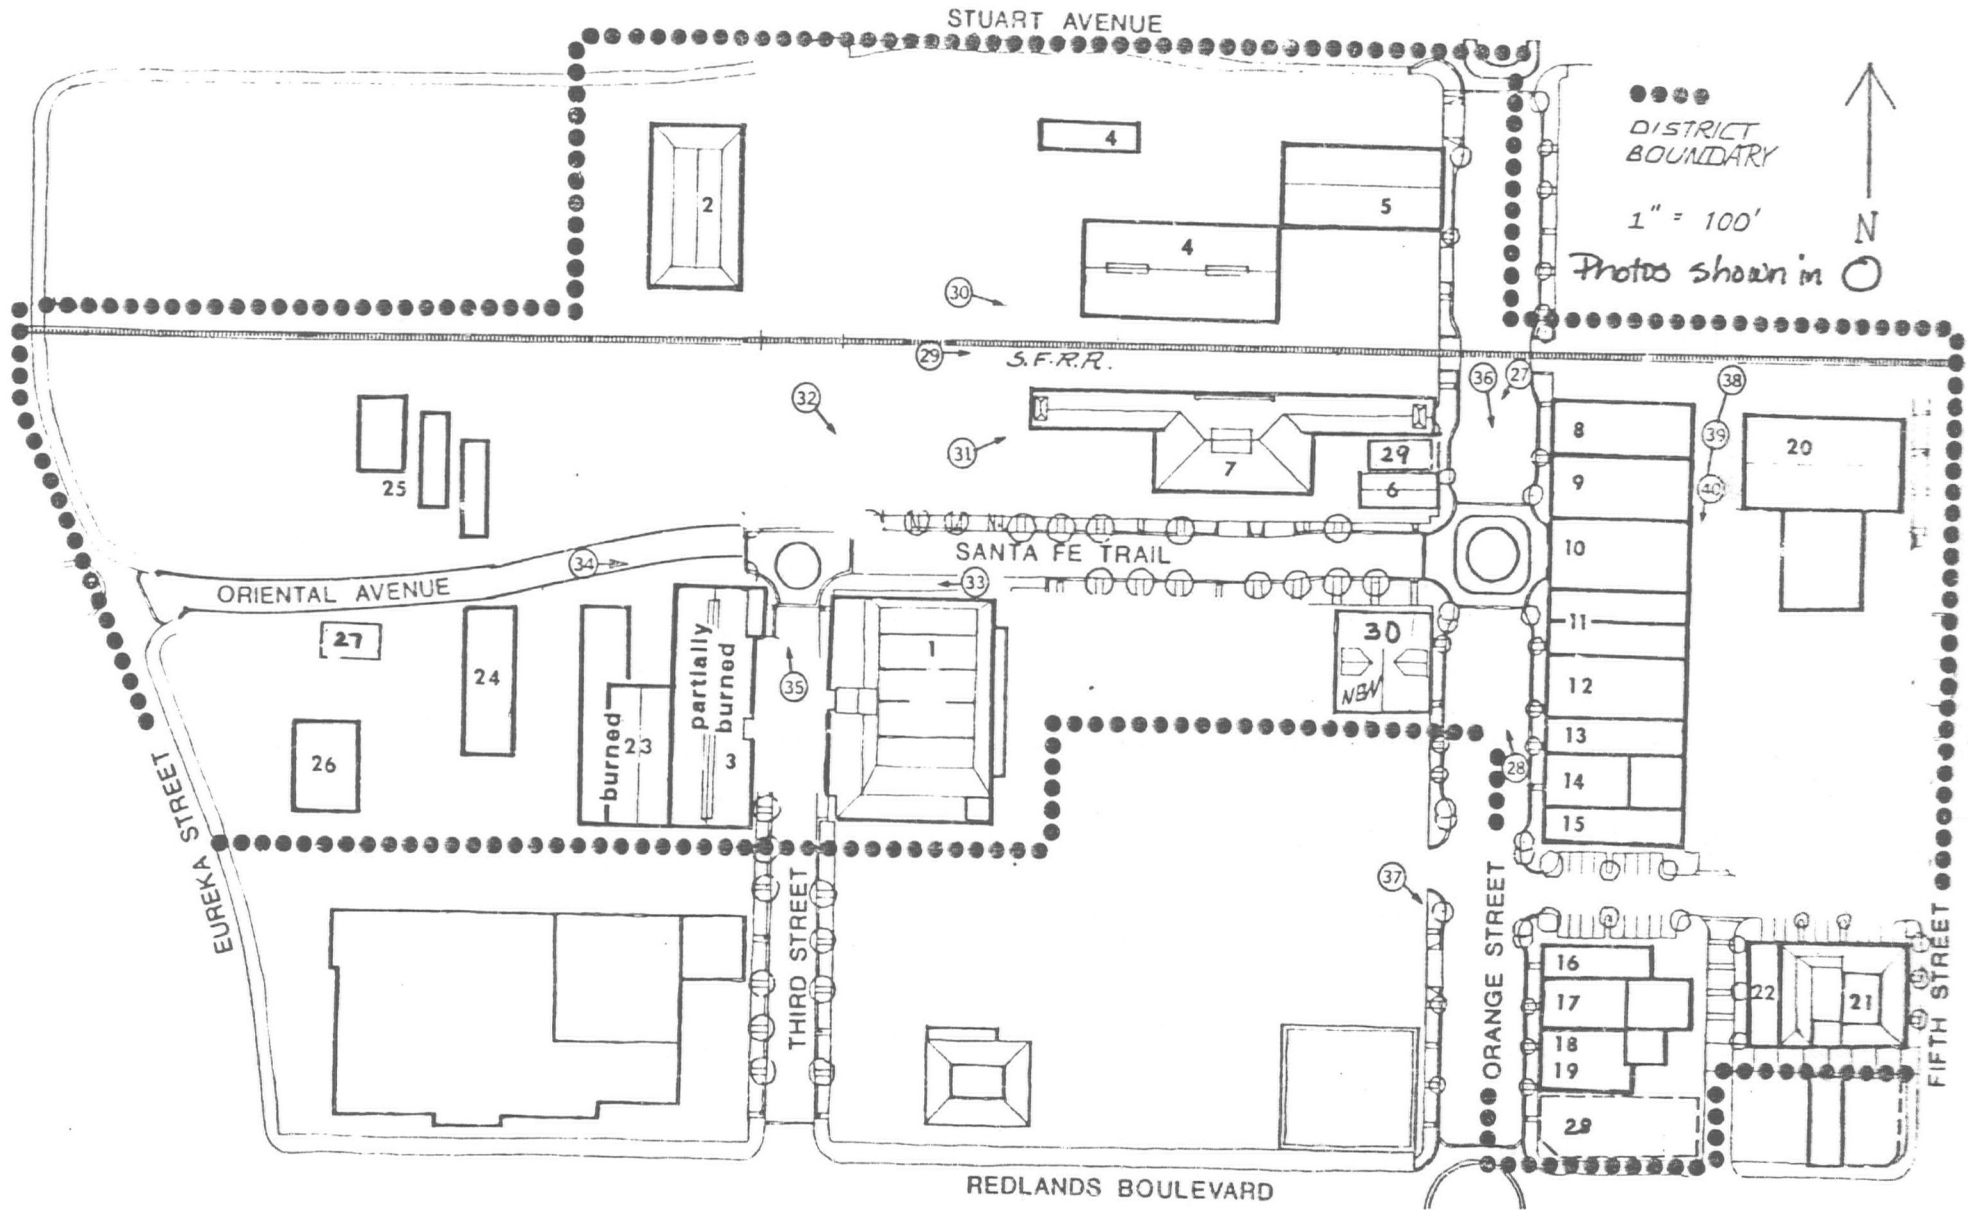 STUART AVENUE
DISTRICT
BOUNDARY
1" = 100'
N
Photos shown in O
2
4
5
4
30
29
S.F.R.R.
36
27
38
32
31
7
29
6
8
39
20
9
40
25
10
SANTA FE TRAIL
34
33
ORIENTAL AVENUE
27
24
partially
burned
3
burned
23
35
1
30
NEW
11
12
13
14
15
28
26
EUREKA STREET
THIRD STREET
37
ORANGE STREET
FIFTH STREET
16
17
18
19
22
21
28
REDLANDS BOULEVARD